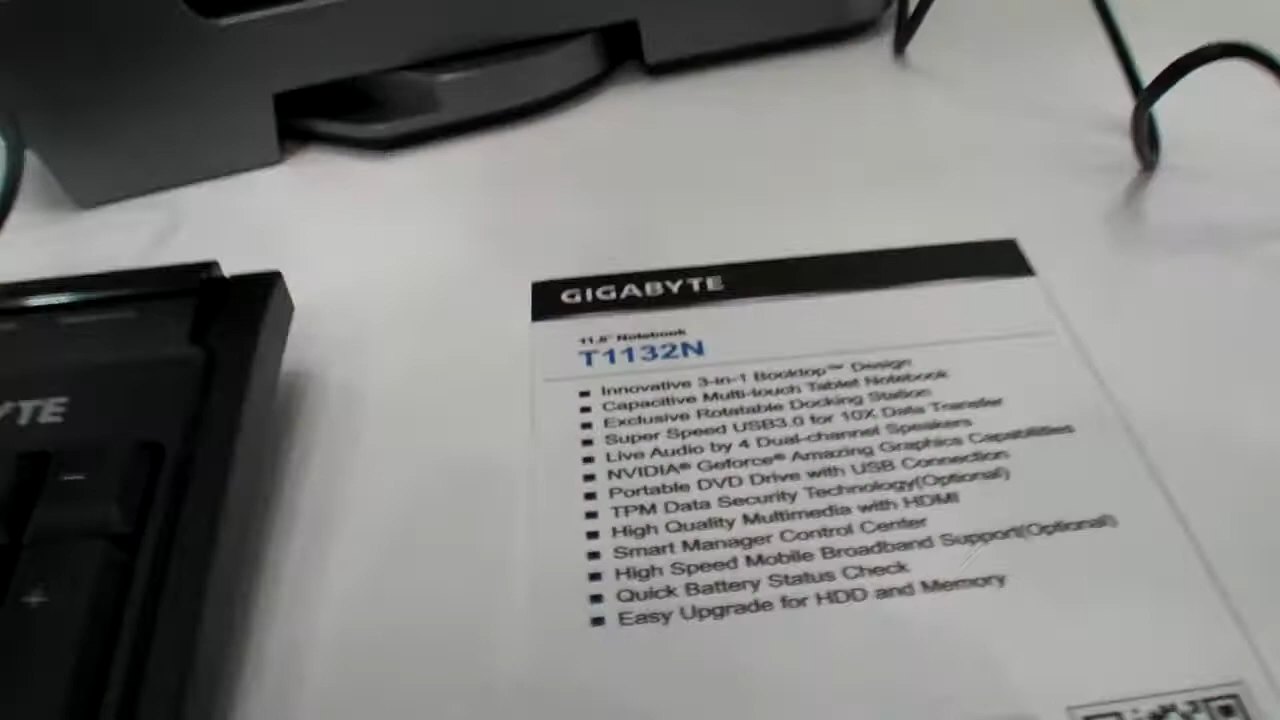 GIGABYTE
11.6" Notebook
T1132N
Innovative 3-in-1 Booktop™ Design
Capacitive Multi-touch Tablet Notebook
Exclusive Rotatable Docking Station
Super Speed USB3.0 for 10X Data Transfer
Live Audio by 4 Dual-channel Speakers
NVIDIA® Geforce® Amazing Graphics Capabilities
Portable DVD Drive with USB Connection
TPM Data Security Technology(Optional)
High Quality Multimedia with HDMI
Smart Manager Control Center
High Speed Mobile Broadband Support(Optional)
Quick Battery Status Check
Easy Upgrade for HDD and Memory
YTE
-
+